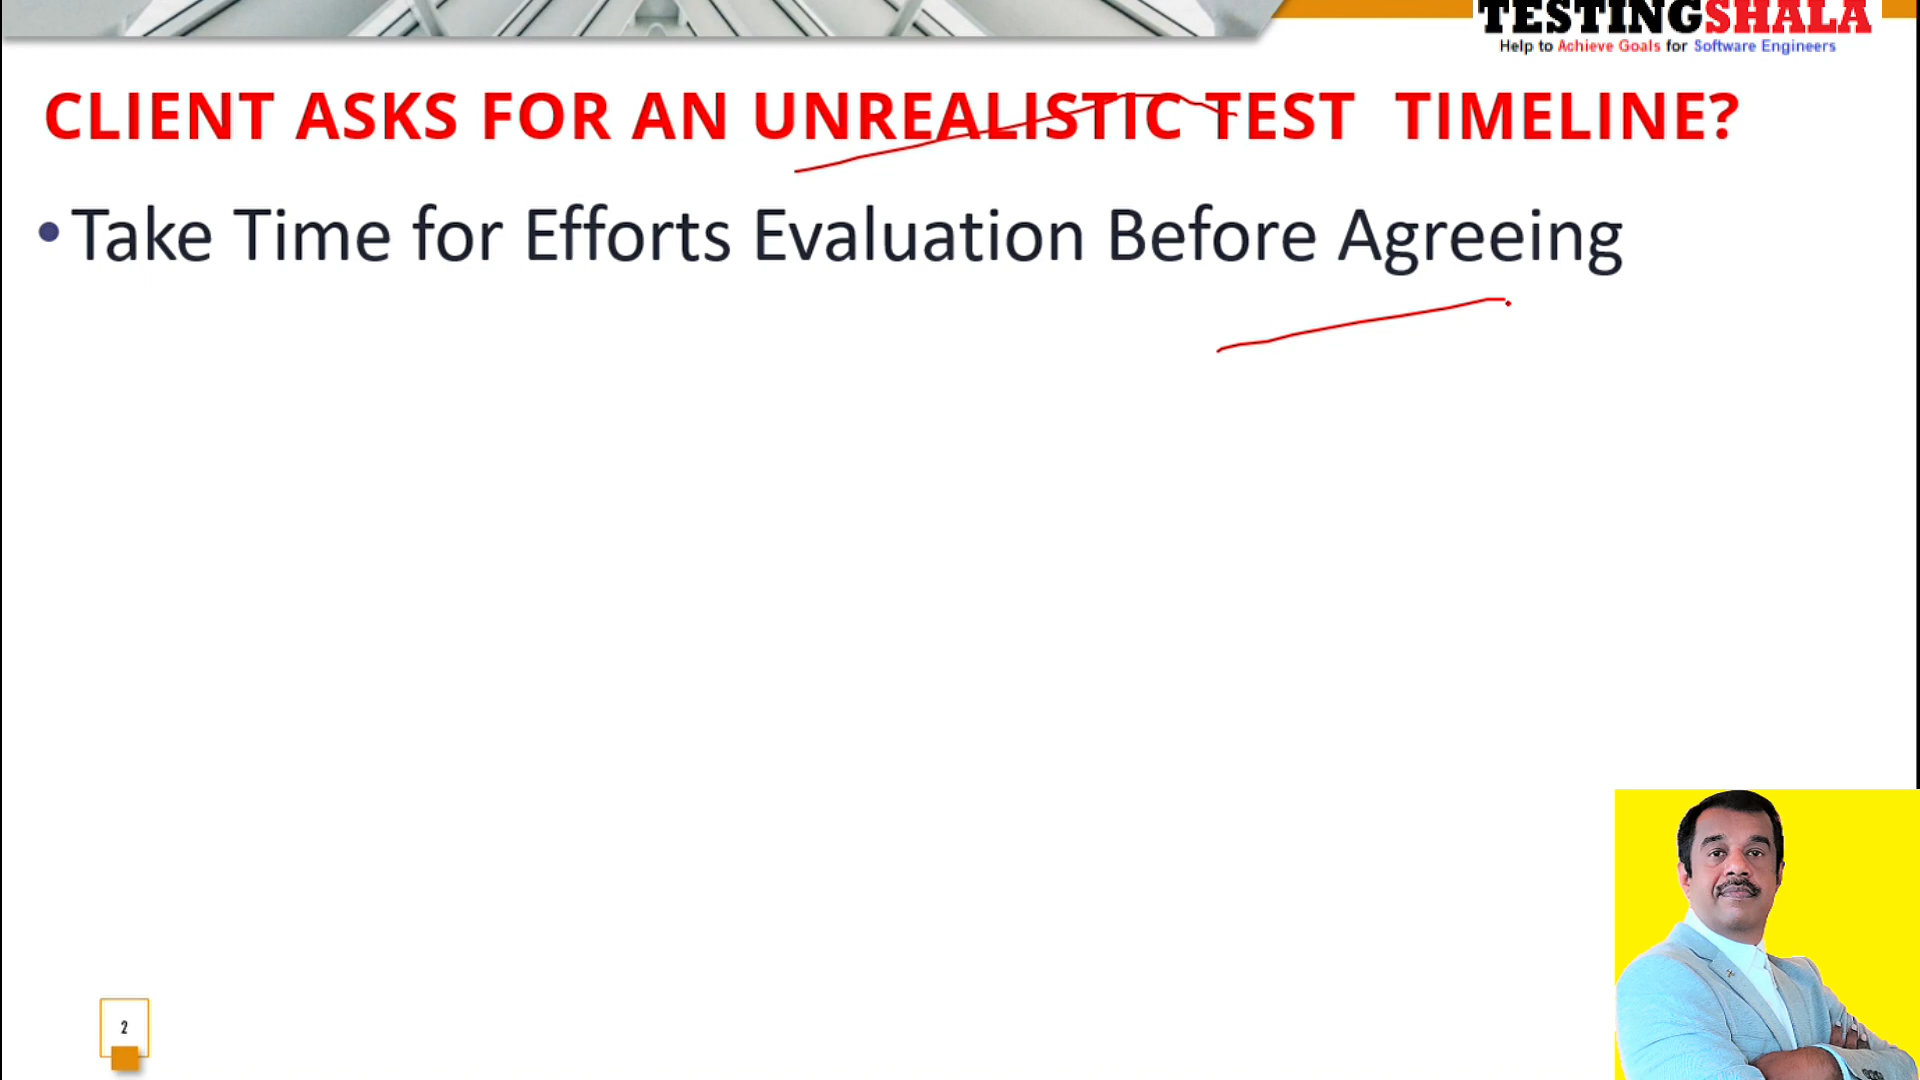 TESTINGSHALA
Help to Achieve Goals for Software Engineers
CLIENT ASKS FOR AN UNREALISTIC TEST TIMELINE?
• Take Time for Efforts Evaluation Before Agreeing
2